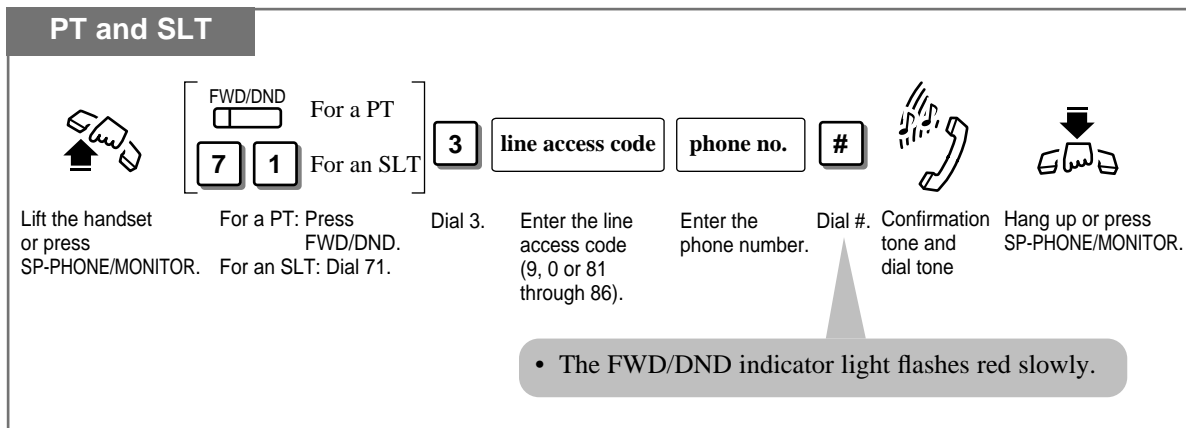 PT and SLT
FWD/DND
For a PT
7 1 For an SLT
3
line access code
phone no.
#
Lift the handset
or press
SP-PHONE/MONITOR.
For a PT: Press
FWD/DND.
For an SLT: Dial 71.
Dial 3.
Enter the line
access code
(9, 0 or 81
through 86).
Enter the
phone number.
Dial #.
Confirmation
tone and
dial tone
Hang up or press
SP-PHONE/MONITOR.
• The FWD/DND indicator light flashes red slowly.